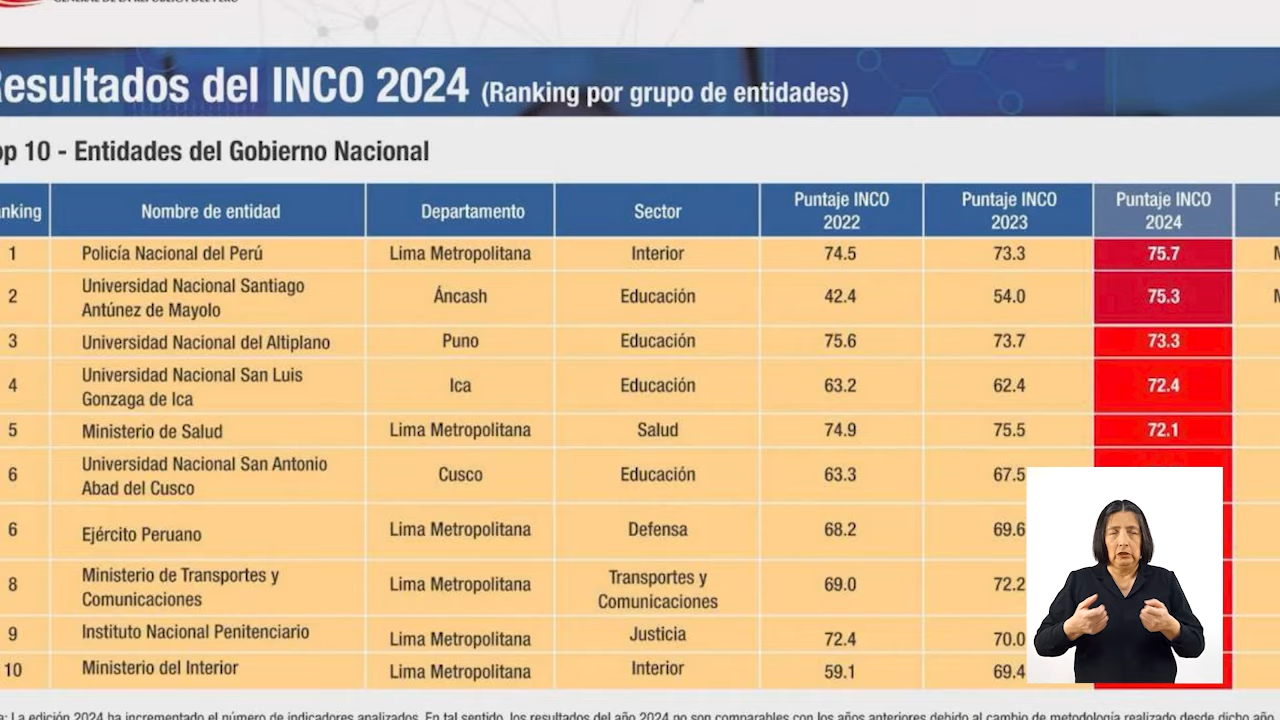 Resultados del INCO 2024 (Ranking por grupo de entidades)
10 - Entidades del Gobierno Nacional
Nombre de entidad Departamento Sector Puntaje INCO 2022 Puntaje INCO 2023 Puntaje INCO 2024
1 Policía Nacional del Perú Lima Metropolitana Interior 74.5 73.3 75.7
2 Universidad Nacional Santiago Antúnez de Mayolo Áncash Educación 42.4 54.0 75.3
3 Universidad Nacional del Altiplano Puno Educación 75.6 73.7 73.3
4 Universidad Nacional San Luis Gonzaga de Ica Ica Educación 63.2 62.4 72.4
5 Ministerio de Salud Lima Metropolitana Salud 74.9 75.5 72.1
6 Universidad Nacional San Antonio Abad del Cusco Cusco Educación 63.3 67.5
6 Ejército Peruano Lima Metropolitana Defensa 68.2 69.6
8 Ministerio de Transportes y Comunicaciones Lima Metropolitana Transportes y Comunicaciones 69.0 72.2
9 Instituto Nacional Penitenciario Lima Metropolitana Justicia 72.4 70.0
10 Ministerio del Interior Lima Metropolitana Interior 59.1 69.4
La edición 2024 ha incrementado el número de indicadores analizados. En tal sentido, los resultados del año 2024 no son comparables con los años anteriores debido al cambio de metodología realizado desde dicho año.